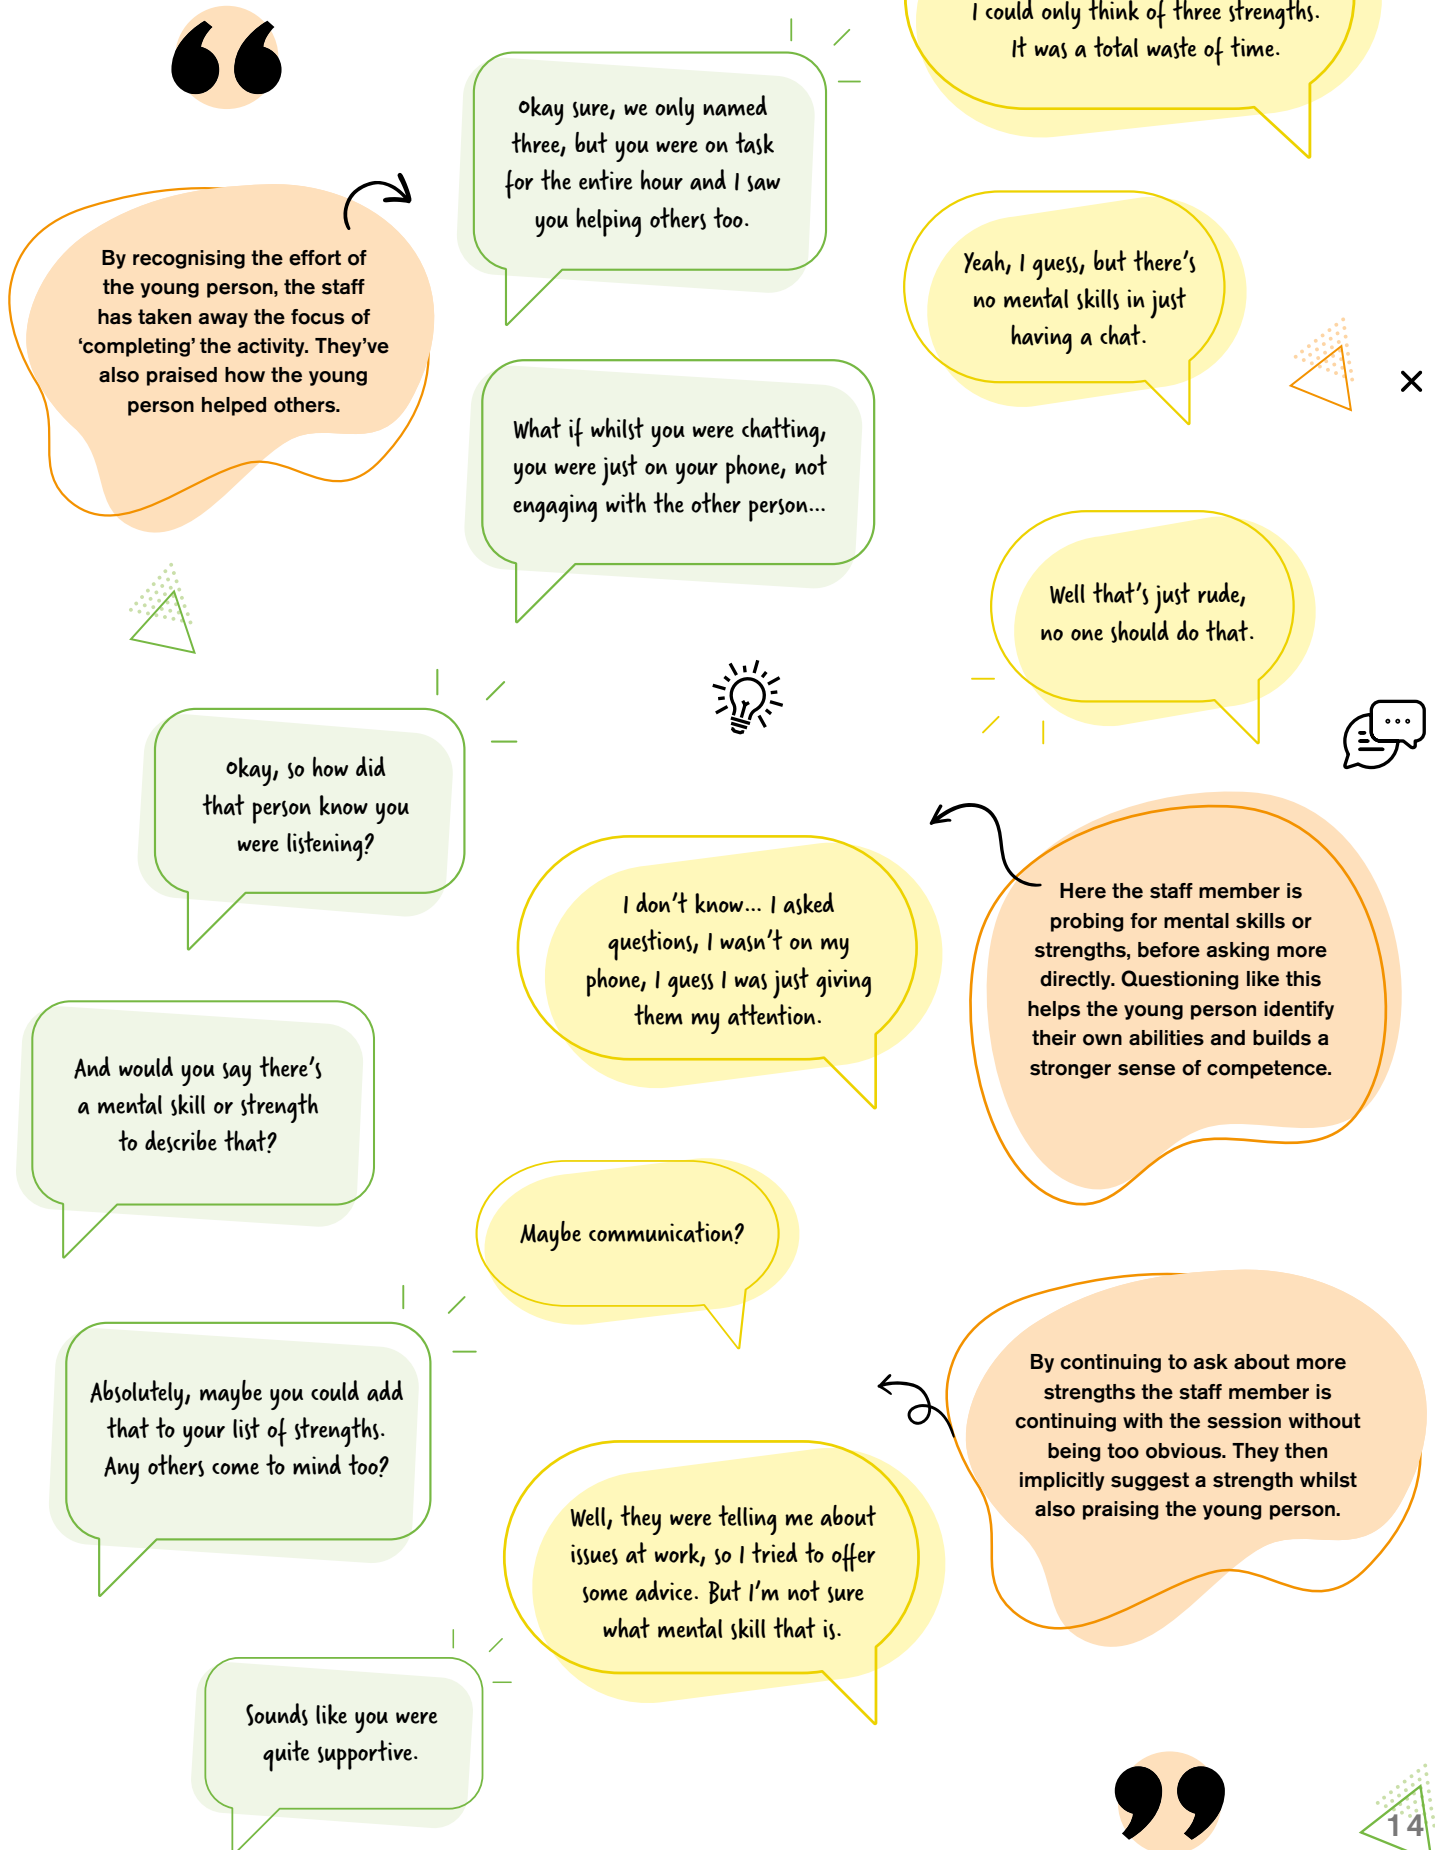 I could only think of three strengths.
It was a total waste of time.
Okay sure, we only named
three, but you were on task
for the entire hour and I saw
you helping others too.
By recognising the effort of
the young person, the staff
has taken away the focus of
‘completing’ the activity. They’ve
also praised how the young
person helped others.
Yeah, I guess, but there’s
no mental skills in just
having a chat.
What if whilst you were chatting,
you were just on your phone, not
engaging with the other person...
Well that’s just rude,
no one should do that.
Okay, so how did
that person know you
were listening?
I don’t know... I asked
questions, I wasn’t on my
phone, I guess I was just giving
them my attention.
Here the staff member is
probing for mental skills or
strengths, before asking more
directly. Questioning like this
helps the young person identify
their own abilities and builds a
stronger sense of competence.
And would you say there’s
a mental skill or strength
to describe that?
Maybe communication?
Absolutely, maybe you could add
that to your list of strengths.
Any others come to mind too?
By continuing to ask about more
strengths the staff member is
continuing with the session without
being too obvious. They then
implicitly suggest a strength whilst
also praising the young person.
Well, they were telling me about
issues at work, so I tried to offer
some advice. But I’m not sure
what mental skill that is.
Sounds like you were
quite supportive.
14